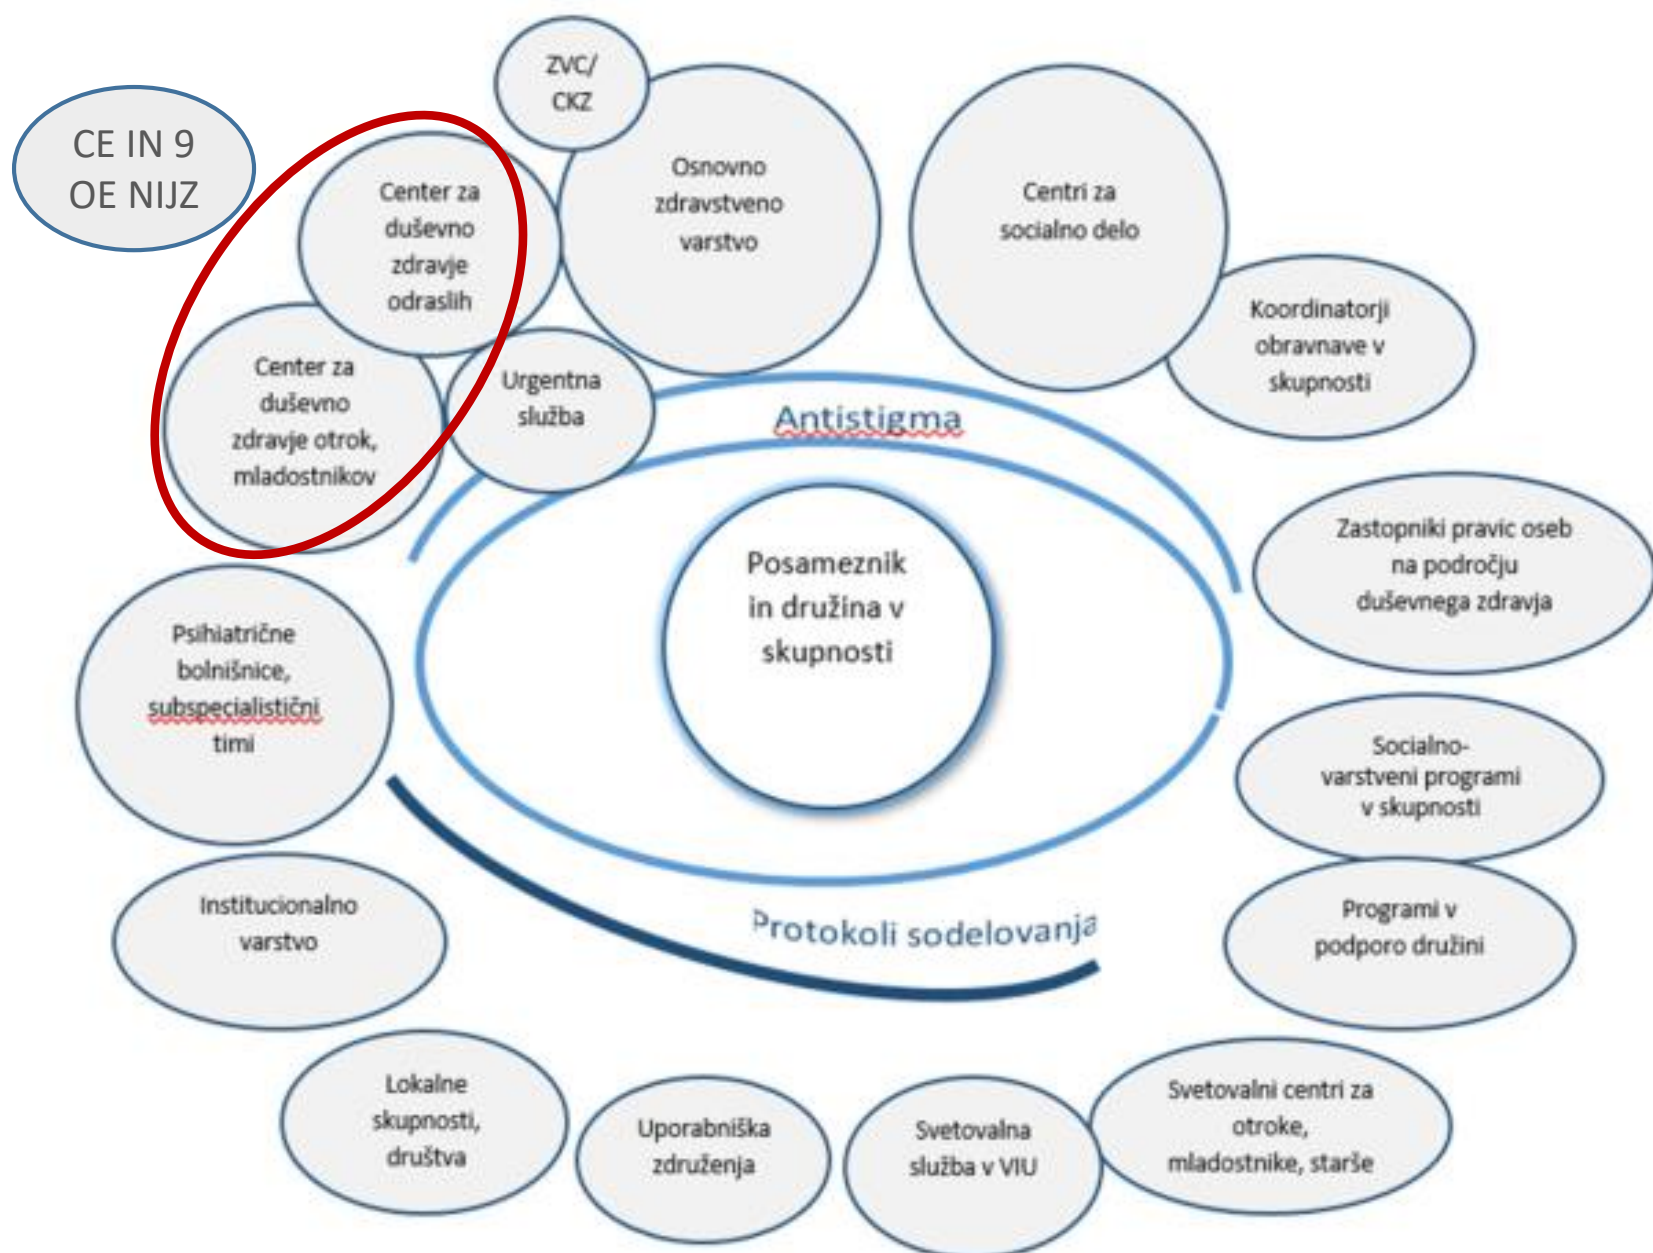 ZVC/
CKZ
CE IN 9
OE NIJZ
Center za
duševno
zdravje
odraslih
Osnovno
zdravstveno
varstvo
Centri za
socialno delo
Koordinatorji
obravnave v
skupnosti
Center za
duševno
zdravje otrok,
mladostnikov
Urgentna
služba
Antistigma
Posameznik
in družina v
skupnosti
Zastopniki pravic oseb
na področju
duševnega zdravja
Psihiatrične
bolnišnice,
subspecialistični
timi
Socialno-
varstveni programi
v skupnosti
Institucionalno
varstvo
Protokoli sodelovanja
Programi v
podporo družini
Lokalne
skupnosti,
društva
Uporabniška
združenja
Svetovalna
služba v VIU
Svetovalni centri za
otroke,
mladostnike, starše